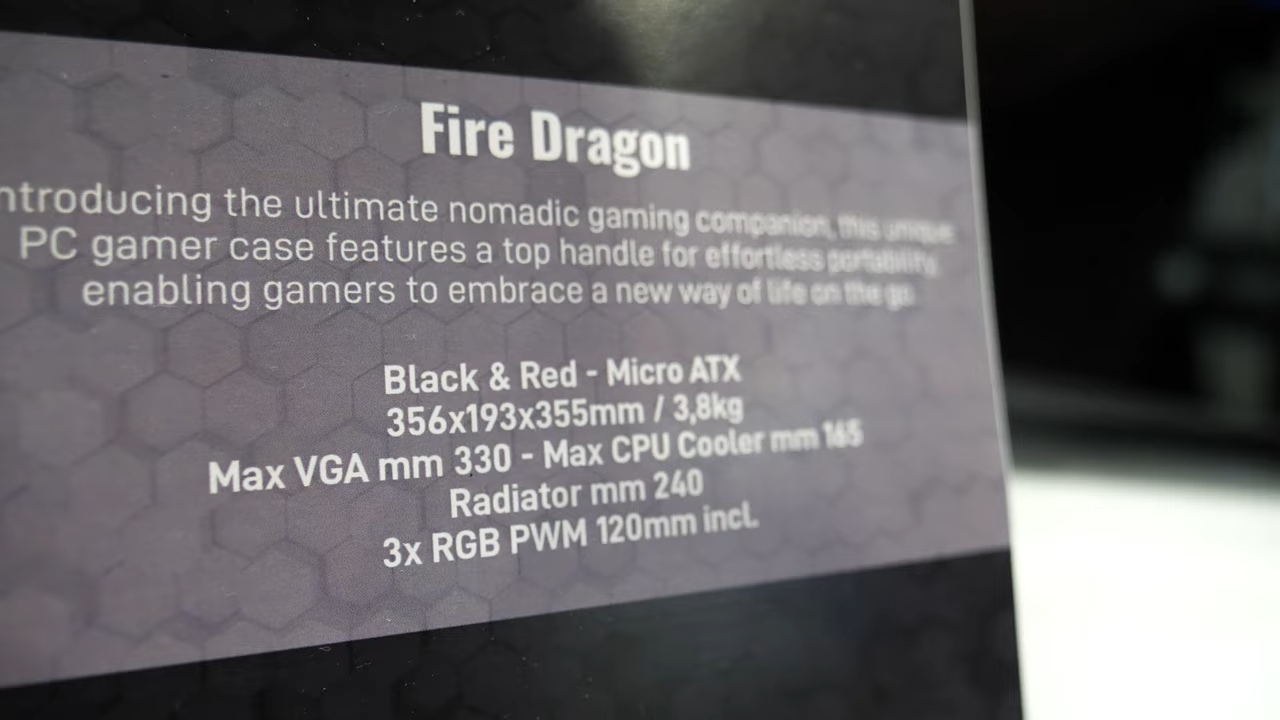 Fire Dragon
ntroducing the ultimate nomadic gaming companion, this unique
PC gamer case features a top handle for effortless portability,
enabling gamers to embrace a new way of life on the go.
Black & Red - Micro ATX
356x193x355mm / 3,8kg
Max VGA mm 330 - Max CPU Cooler mm 165
Radiator mm 240
3x RGB PWM 120mm incl.